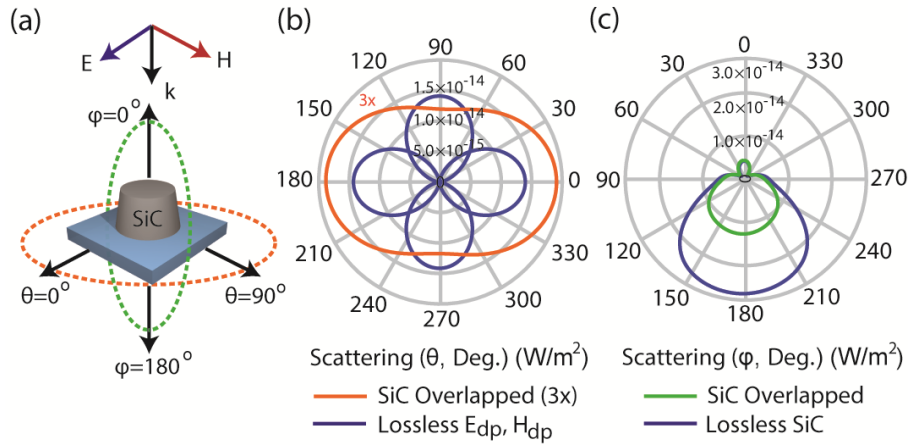 (a)
E
H
k
φ=0°
SiC
θ=0°
θ=90°
φ=180°
(b)
90
120
60
150
3x
30
1.5×10⁻¹⁴
1.0×10⁻¹⁴
5.0×10⁻¹⁵
180
0
0
210
330
240
300
270
Scattering (θ, Deg.) (W/m²)
SiC Overlapped (3x)
Lossless E_dp, H_dp
(c)
0
30
330
3.0×10⁻¹⁴
60
300
2.0×10⁻¹⁴
1.0×10⁻¹⁴
90
0
270
120
240
150
210
180
Scattering (φ, Deg.) (W/m²)
SiC Overlapped
Lossless SiC